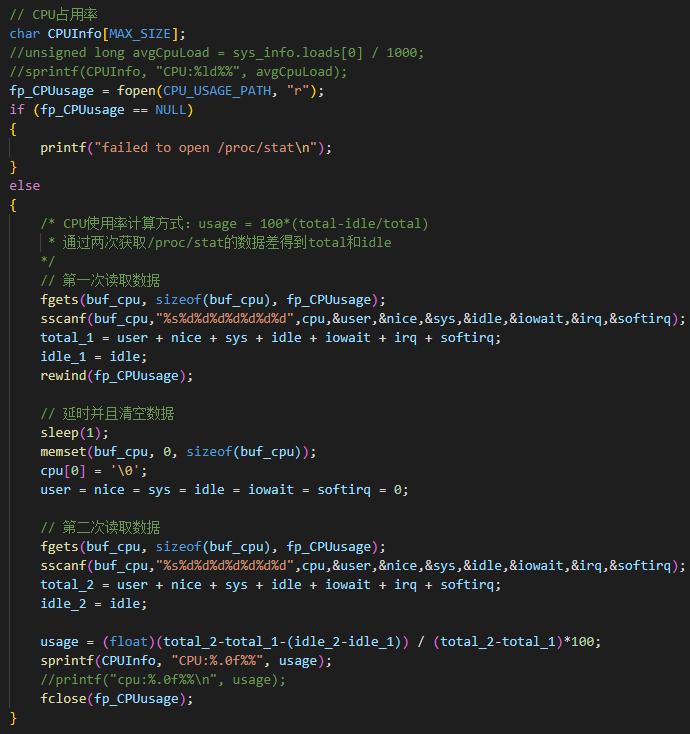 // CPU占用率
char CPUInfo[MAX_SIZE];
//unsigned long avgCpuLoad = sys_info.loads[0] / 1000;
//sprintf(CPUInfo, "CPU:%ld%%", avgCpuLoad);
fp_CPUusage = fopen(CPU_USAGE_PATH, "r");
if (fp_CPUusage == NULL)
{
    printf("failed to open /proc/stat\n");
}
else
{
    /* CPU使用率计算方式：usage = 100*(total-idle/total)
     * 通过两次获取/proc/stat的数据差得到total和idle
    */
    // 第一次读取数据
    fgets(buf_cpu, sizeof(buf_cpu), fp_CPUusage);
    sscanf(buf_cpu,"%s%d%d%d%d%d%d%d",cpu,&user,&nice,&sys,&idle,&iowait,&irq,&softirq);
    total_1 = user + nice + sys + idle + iowait + irq + softirq;
    idle_1 = idle;
    rewind(fp_CPUusage);

    // 延时并且清空数据
    sleep(1);
    memset(buf_cpu, 0, sizeof(buf_cpu));
    cpu[0] = '\0';
    user = nice = sys = idle = iowait = softirq = 0;

    // 第二次读取数据
    fgets(buf_cpu, sizeof(buf_cpu), fp_CPUusage);
    sscanf(buf_cpu,"%s%d%d%d%d%d%d%d",cpu,&user,&nice,&sys,&idle,&iowait,&irq,&softirq);
    total_2 = user + nice + sys + idle + iowait + irq + softirq;
    idle_2 = idle;

    usage = (float)(total_2-total_1-(idle_2-idle_1)) / (total_2-total_1)*100;
    sprintf(CPUInfo, "CPU:%.0f%%", usage);
    //printf("cpu:%.0f%%\n", usage);
    fclose(fp_CPUusage);
}